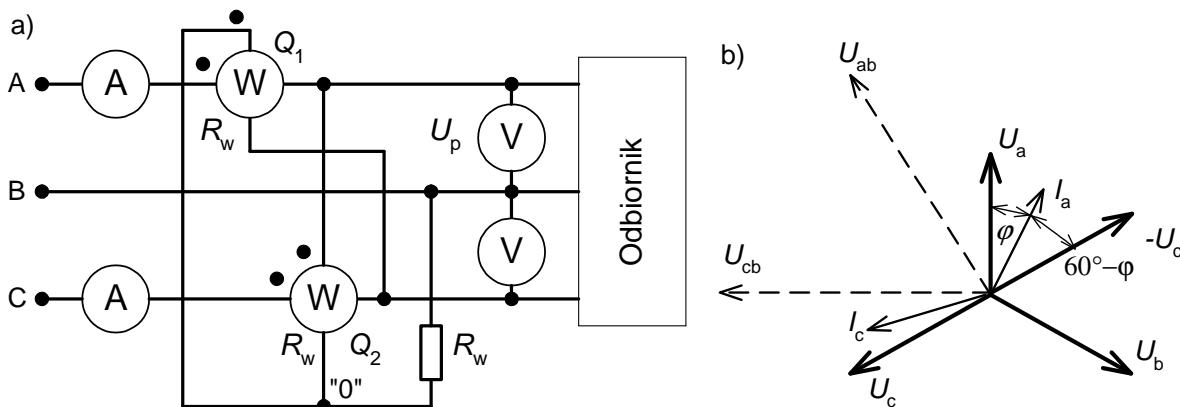 a)
A
A
W
Q1
Rw
Up
V
B
V
C
A
W
Rw
Q2
"0"
Rw
Odbiornik
b)
Uab
Ua
Ia
φ
-Uc
60°−φ
Ucb
Ic
Uc
Ub